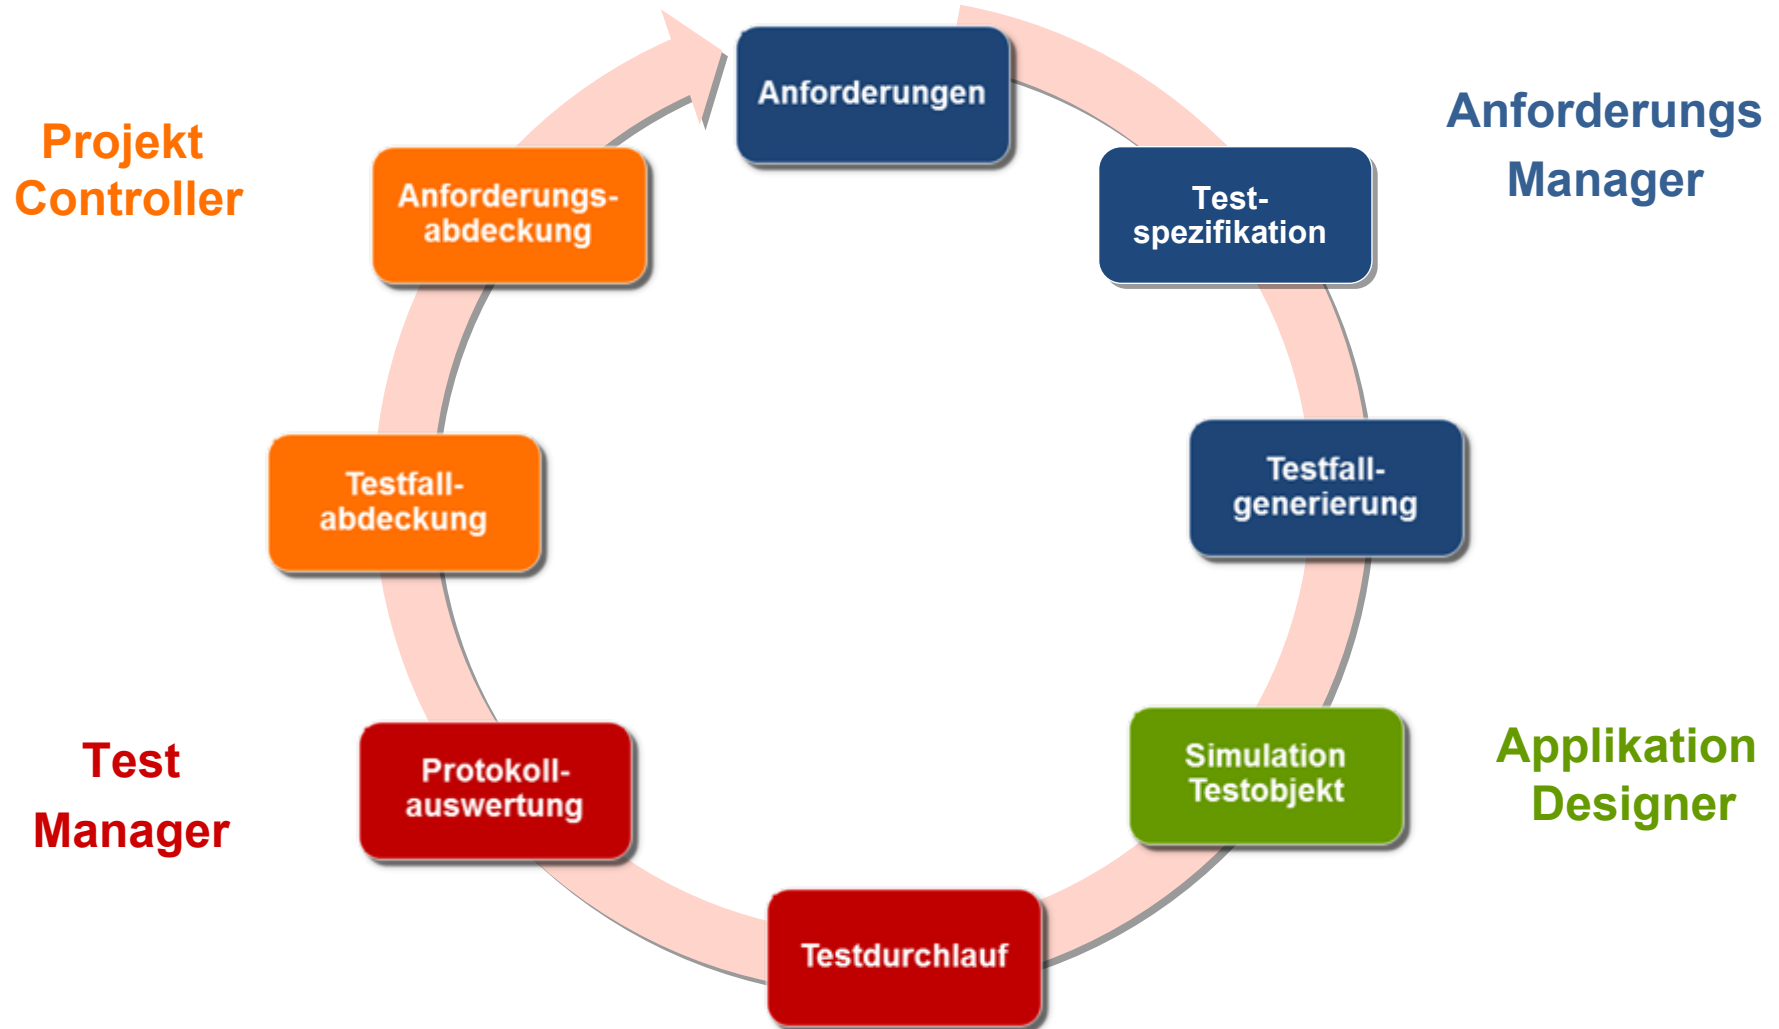 Anforderungen
Anforderungs
Manager
Test-
spezifikation
Testfall-
generierung
Simulation
Testobjekt
Applikation
Designer
Testdurchlauf
Protokoll-
auswertung
Test
Manager
Testfall-
abdeckung
Anforderungs-
abdeckung
Projekt
Controller